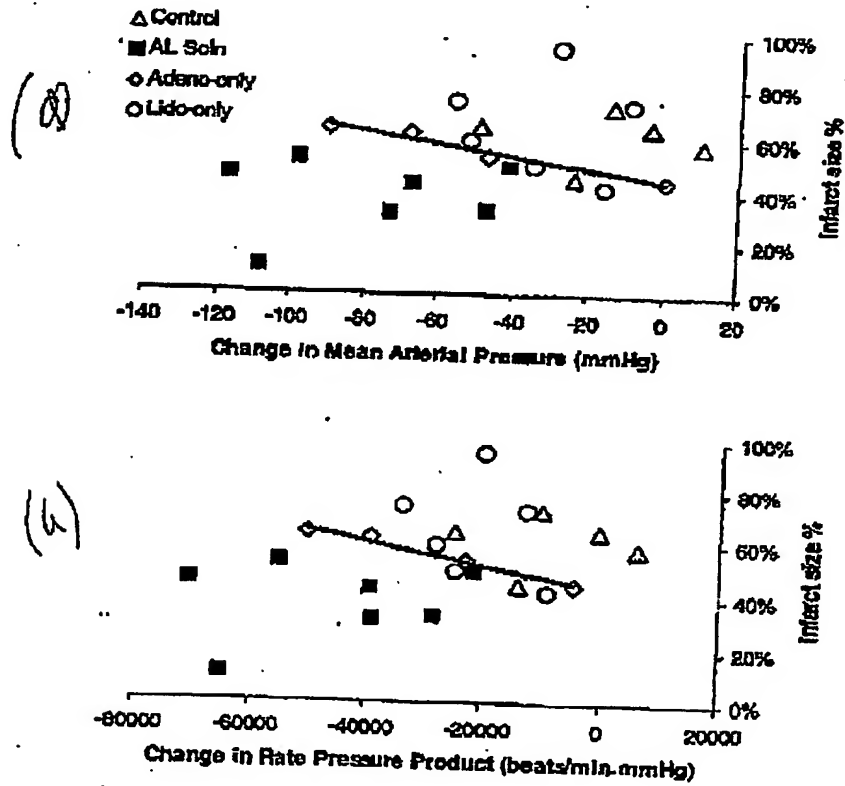 △ Control
■ AL Soln
◇ Adeno-only
○ Lido-only
(a)
100%
80%
60%
40%
20%
0%
Infarct size %
-140 -120 -100 -80 -60 -40 -20 0 20
Change in Mean Arterial Pressure (mmHg)
(b)
100%
80%
60%
40%
20%
0%
Infarct size %
-80000 -60000 -40000 -20000 0 20000
Change in Rate Pressure Product (beats/min-mmHg)